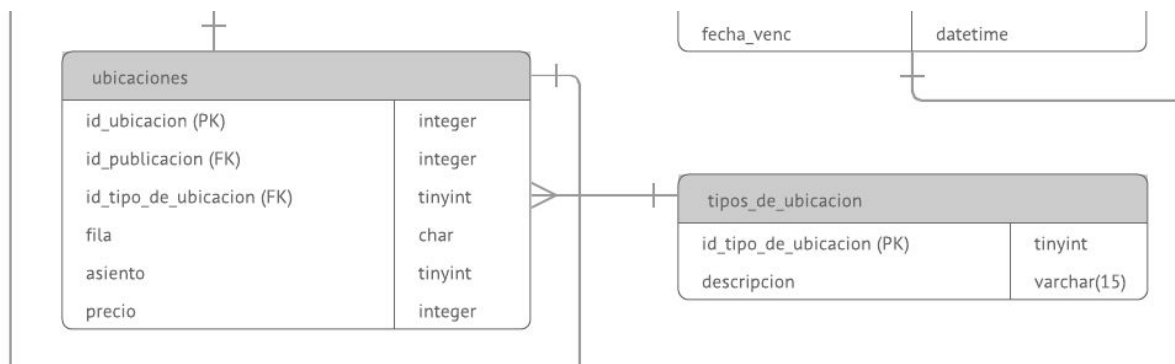 fecha_venc datetime
ubicaciones
id_ubicacion (PK) integer
id_publicacion (FK) integer
id_tipo_de_ubicacion (FK) tinyint
fila char
asiento tinyint
precio integer
tipos_de_ubicacion
id_tipo_de_ubicacion (PK) tinyint
descripcion varchar(15)